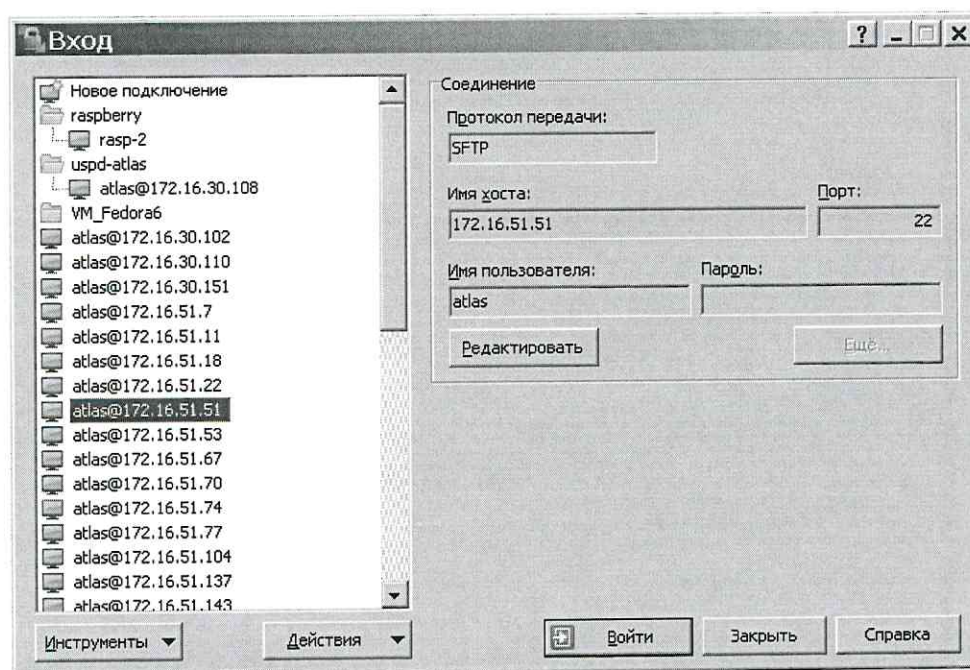 Вход
Новое подключение
raspberry
rasp-2
uspd-atlas
atlas@172.16.30.108
VM_Fedora6
atlas@172.16.30.102
atlas@172.16.30.110
atlas@172.16.30.151
atlas@172.16.51.7
atlas@172.16.51.11
atlas@172.16.51.18
atlas@172.16.51.22
atlas@172.16.51.51
atlas@172.16.51.53
atlas@172.16.51.67
atlas@172.16.51.70
atlas@172.16.51.74
atlas@172.16.51.77
atlas@172.16.51.104
atlas@172.16.51.137
atlas@172.16.51.143
Инструменты
Действия
Соединение
Протокол передачи:
SFTP
Имя хоста: Порт:
172.16.51.51 22
Имя пользователя: Пароль:
atlas
Редактировать Ещё...
Войти Закрыть Справка